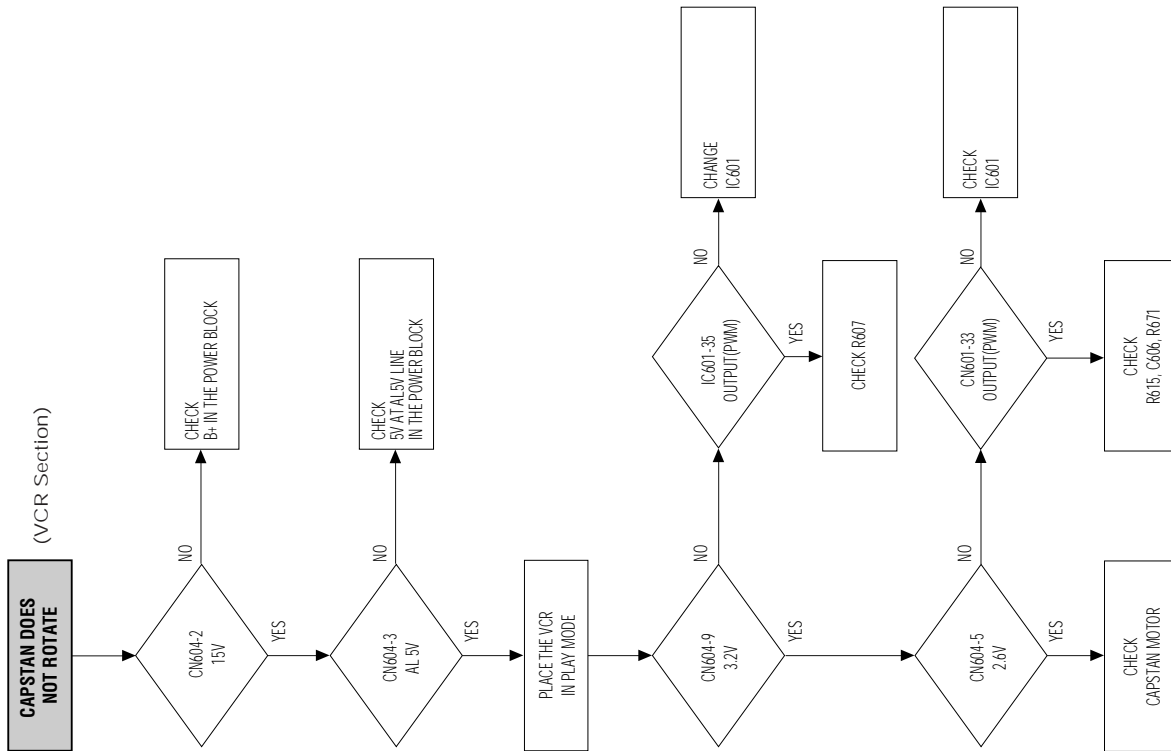 CAPSTAN DOES
NOT ROTATE
(VCR Section)
CN604-2
15V
NO
CHECK
B+ IN THE POWER BLOCK
YES
CN604-3
AL 5V
NO
CHECK
5V AT AL5V LINE
IN THE POWER BLOCK
YES
PLACE THE VCR
IN PLAY MODE
CN604-9
3.2V
NO
IC601-35
OUTPUT(PWM)
NO
CHANGE
IC601
YES
CHECK R607
YES
CN604-5
2.6V
NO
CN601-33
OUTPUT(PWM)
NO
CHECK
IC601
YES
CHECK
R615, C606, R671
YES
CHECK
CAPSTAN MOTOR